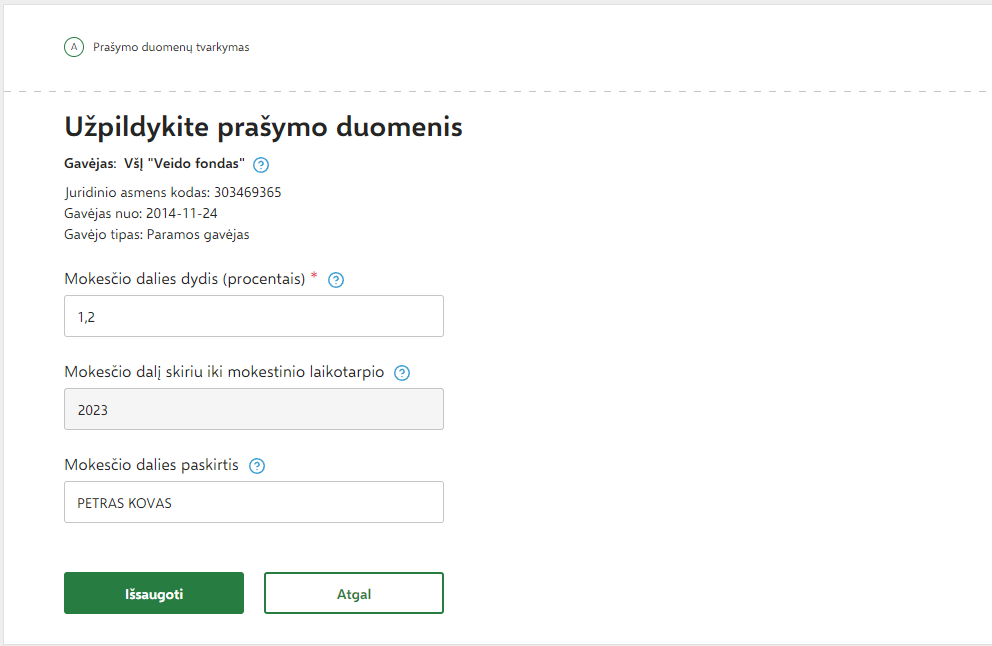 A Prašymo duomenų tvarkymas
Užpildykite prašymo duomenis
Gavėjas: VšĮ "Veido fondas" ?
Juridinio asmens kodas: 303469365
Gavėjas nuo: 2014-11-24
Gavėjo tipas: Paramos gavėjas
Mokesčio dalies dydis (procentais) * ?
1,2
Mokesčio dalį skiriu iki mokestinio laikotarpio ?
2023
Mokesčio dalies paskirtis ?
PETRAS KOVAS
Išsaugoti Atgal